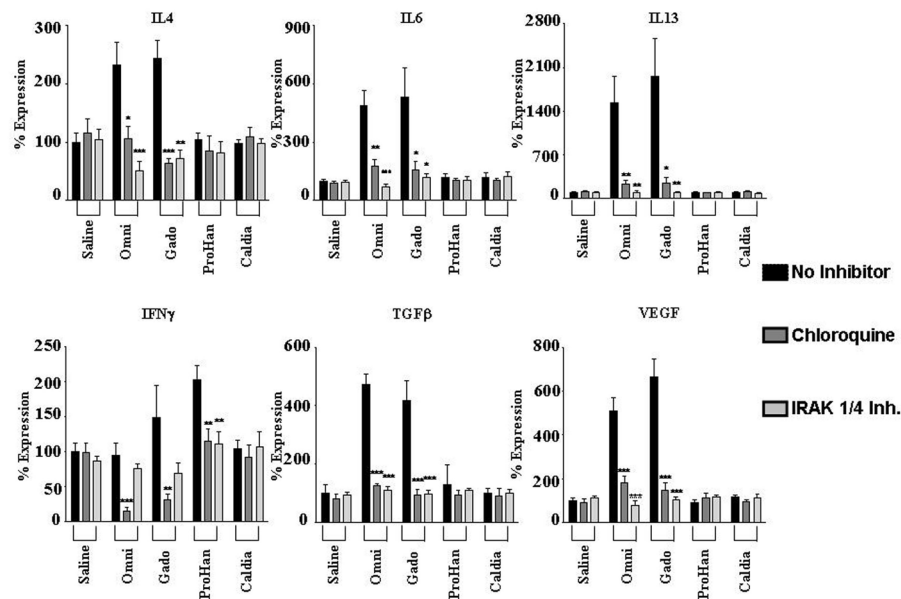 IL4
300
200
100
0
% Expression
*
***
***
**
Saline
Omni
Gado
ProHan
Caldia
IL6
900
600
300
0
% Expression
**
***
*
*
Saline
Omni
Gado
ProHan
Caldia
IL13
2800
2100
1400
700
0
% Expression
**
**
*
**
Saline
Omni
Gado
ProHan
Caldia
IFNγ
250
200
150
100
50
0
% Expression
***
**
**
**
Saline
Omni
Gado
ProHan
Caldia
TGFβ
600
400
200
0
% Expression
***
***
***
***
Saline
Omni
Gado
ProHan
Caldia
VEGF
800
600
400
200
0
% Expression
***
***
***
***
Saline
Omni
Gado
ProHan
Caldia
No Inhibitor
Chloroquine
IRAK 1/4 Inh.